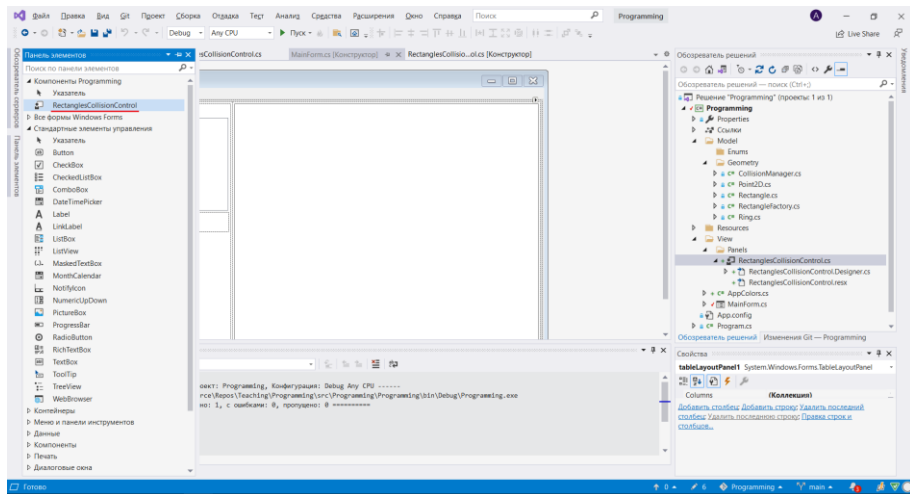 Файл Правка Вид Git Проект Сборка Отладка Тест Анализ Средства Расширения Окно Справка Поиск Programming A
Debug Any CPU Пуск Live Share
Панель элементов
sCollisionControl.cs MainForm.cs [Конструктор] RectanglesCollisio...ol.cs [Конструктор]
Обозреватель серверов
Панель элементов
Поиск по панели элементов
Компоненты Programming
Указатель
RectanglesCollisionControl
Все формы Windows Forms
Стандартные элементы управления
Указатель
Button
CheckBox
CheckedListBox
ComboBox
DateTimePicker
Label
LinkLabel
ListBox
ListView
MaskedTextBox
MonthCalendar
NotifyIcon
NumericUpDown
PictureBox
ProgressBar
RadioButton
RichTextBox
TextBox
ToolTip
TreeView
WebBrowser
Контейнеры
Меню и панели инструментов
Данные
Компоненты
Печать
Диалоговые окна
оект: Programming, Конфигурация: Debug Any CPU ------
rce\Repos\Teaching\Programming\src\Programming\Programming\bin\Debug\Programming.exe
но: 1, с ошибками: 0, пропущено: 0 ==========
Обозреватель решений
Обозреватель решений — поиск (Ctrl+;)
Решение "Programming" (проекты: 1 из 1)
Programming
Properties
Ссылки
Model
Enums
Geometry
C# CollisionManager.cs
C# Point2D.cs
C# Rectangle.cs
C# RectangleFactory.cs
C# Ring.cs
Resources
View
Panels
RectanglesCollisionControl.cs
RectanglesCollisionControl.Designer.cs
RectanglesCollisionControl.resx
C# AppColors.cs
MainForm.cs
App.config
C# Program.cs
Обозреватель решений Изменения Git — Programming
Свойства
tableLayoutPanel1 System.Windows.Forms.TableLayoutPanel
Columns (Коллекция)
Добавить столбец; Добавить строку; Удалить последний
столбец; Удалить последнюю строку; Правка строк и
столбцов...
Уведомления
Готово 0 6 Programming main